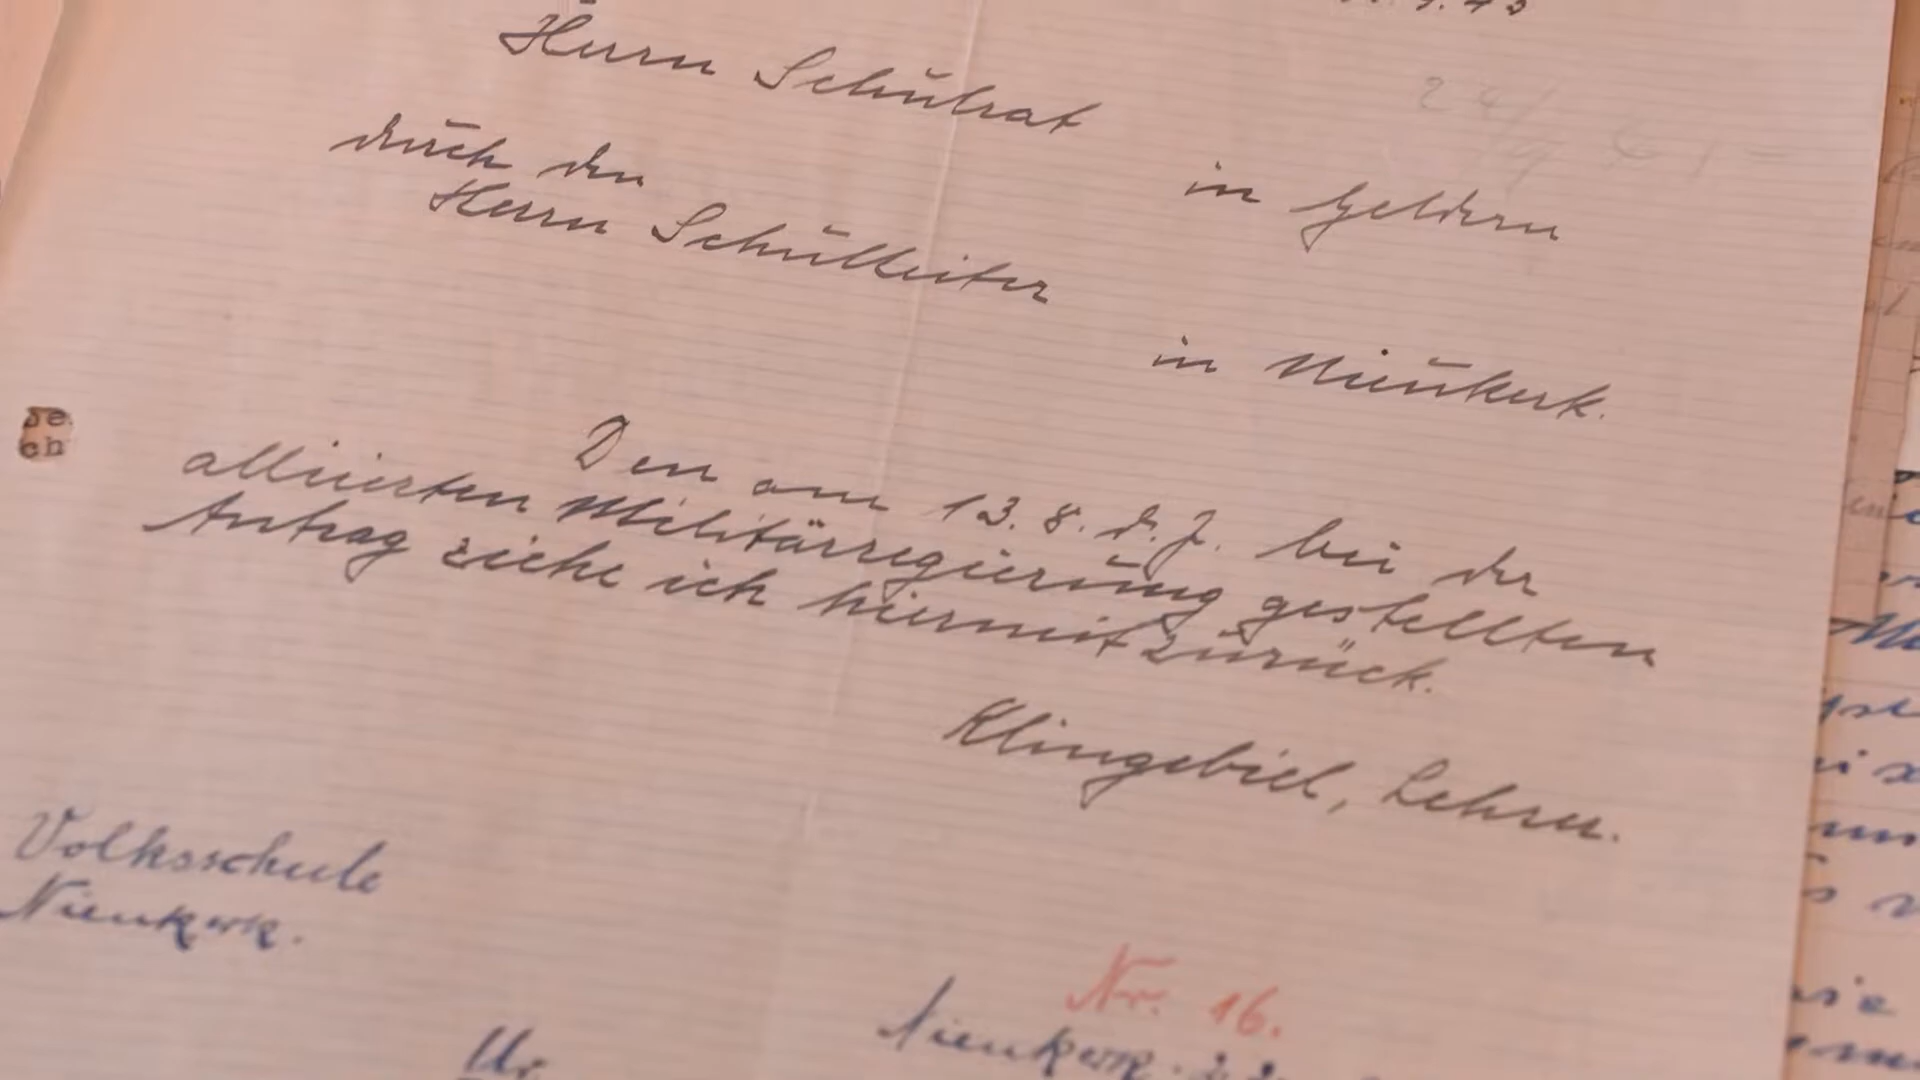 Herrn Schulrat
in Geldern
durch den
Herrn Schulleiter
in Nieukerk.
Den am 13. 8. d. J. bei der
alliierten Militärregierung gestellten
Antrag ziehe ich hiermit zurück.
Klingebiel, Lehrer.
Volksschule
Nieukerk.
Nr. 16.
Nieukerk.